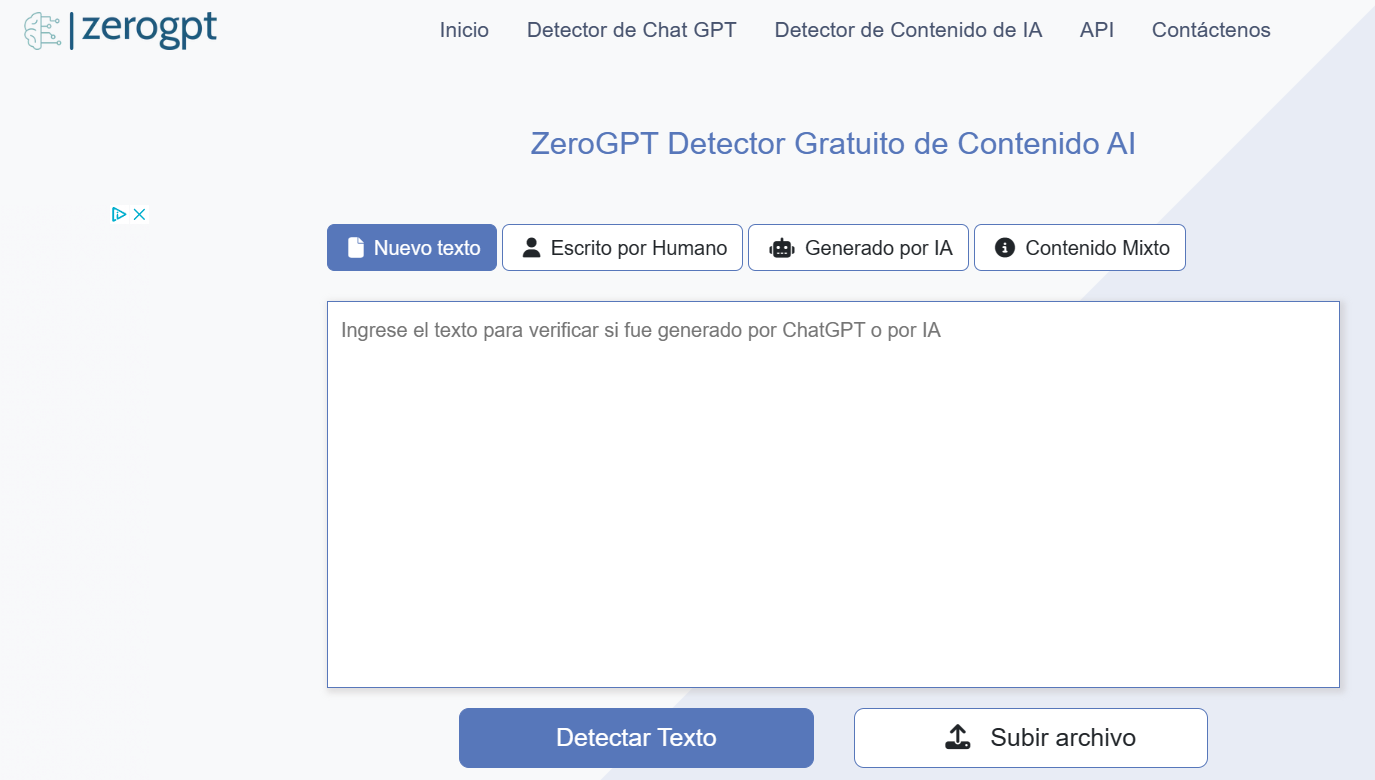 zerogpt
Inicio Detector de Chat GPT Detector de Contenido de IA API Contáctenos
ZeroGPT Detector Gratuito de Contenido AI
Nuevo texto Escrito por Humano Generado por IA Contenido Mixto
Ingrese el texto para verificar si fue generado por ChatGPT o por IA
Detectar Texto Subir archivo